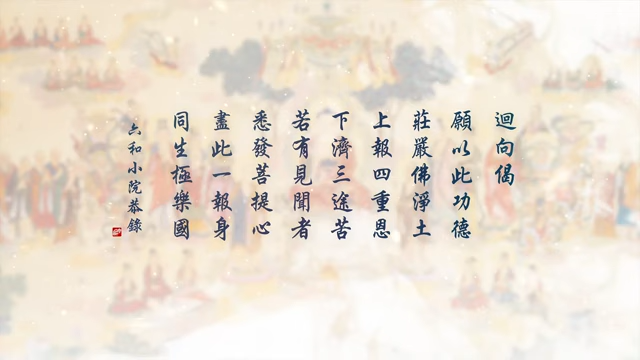 迴向偈
願以此功德
莊嚴佛淨土
上報四重恩
下濟三途苦
若有見聞者
悉發菩提心
盡此一報身
同生極樂國
六和小院恭錄